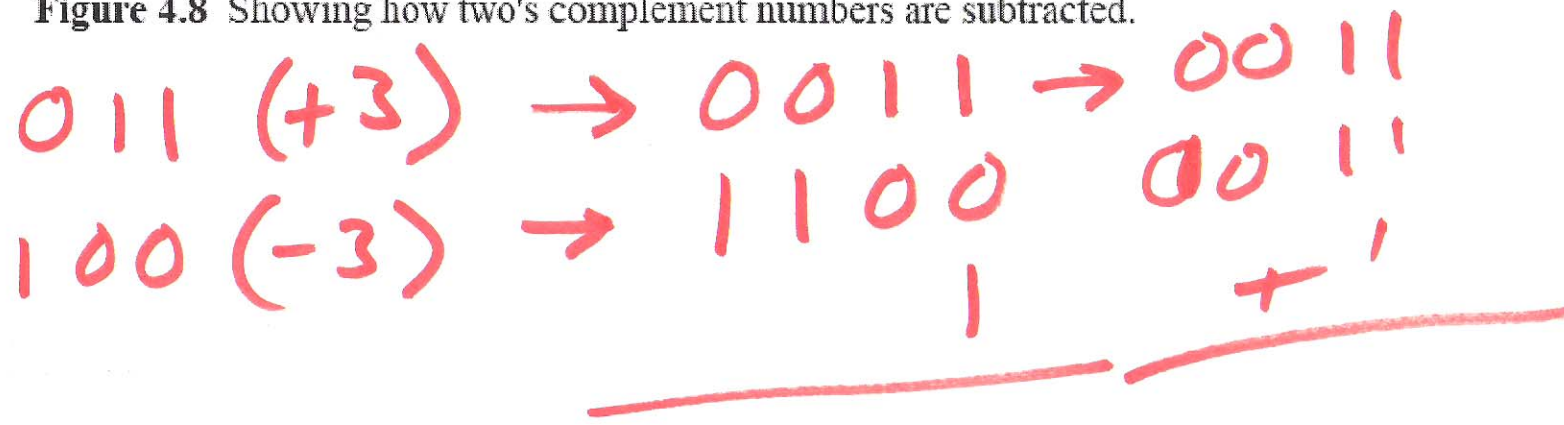 Figure 4.8 Showing how two's complement numbers are subtracted.
011 (+3) → 0011 → 0011
100 (-3) → 1100 0011
1 + 1